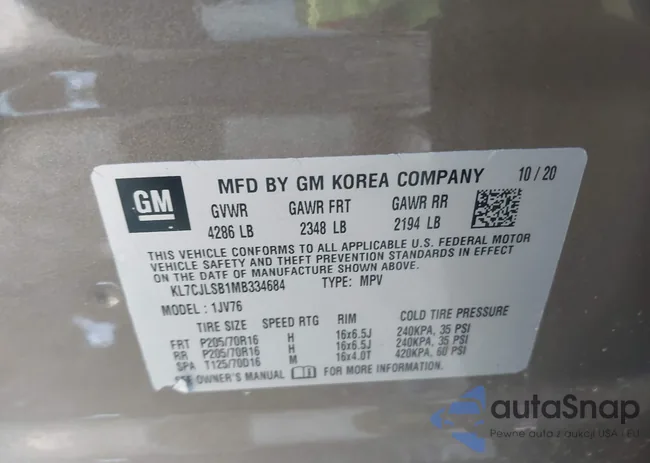 GM
MFD BY GM KOREA COMPANY 10/20
GVWR GAWR FRT GAWR RR
4286 LB 2348 LB 2194 LB
THIS VEHICLE CONFORMS TO ALL APPLICABLE U.S. FEDERAL MOTOR
VEHICLE SAFETY AND THEFT PREVENTION STANDARDS IN EFFECT
ON THE DATE OF MANUFACTURE SHOWN ABOVE.
KL7CJLSB1MB334684 TYPE: MPV
MODEL : 1JV76
TIRE SIZE SPEED RTG RIM COLD TIRE PRESSURE
FRT P205/70R16 H 16x6.5J 240KPA, 35 PSI
RR P205/70R16 H 16x6.5J 240KPA, 35 PSI
SPA T125/70D16 M 16x4.0T 420KPA, 60 PSI
SEE OWNER'S MANUAL FOR MORE INFORMATION.
autaSnap
Pewne auta z aukcji USA - EU